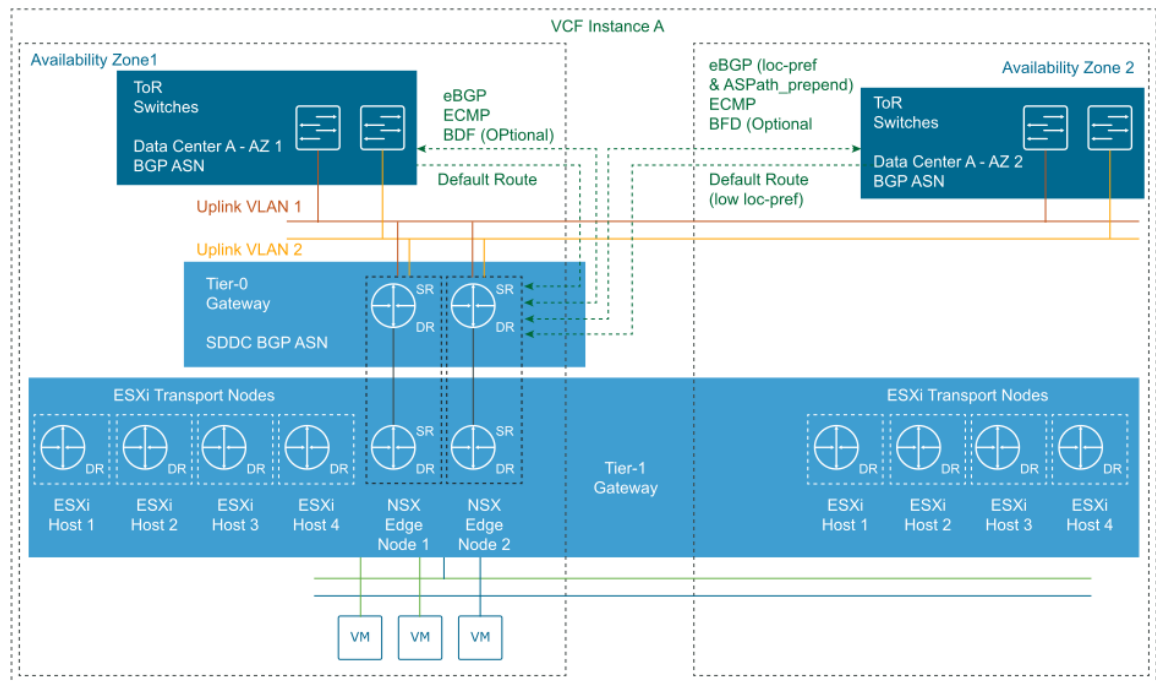 VCF Instance A
Availability Zone1
ToR
Switches
Data Center A - AZ 1
BGP ASN
eBGP
ECMP
BDF (OPtional)
Default Route
eBGP (loc-pref
& ASPath_prepend)
ECMP
BFD (Optional
Default Route
(low loc-pref)
Availability Zone 2
ToR
Switches
Data Center A - AZ 2
BGP ASN
Uplink VLAN 1
Uplink VLAN 2
Tier-0
Gateway
SDDC BGP ASN
SR
DR
SR
DR
ESXi Transport Nodes
DR
DR
DR
DR
SR
DR
SR
DR
ESXi
Host 1
ESXi
Host 2
ESXi
Host 3
ESXi
Host 4
NSX
Edge
Node 1
NSX
Edge
Node 2
Tier-1
Gateway
ESXi Transport Nodes
DR
DR
DR
DR
ESXi
Host 1
ESXi
Host 2
ESXi
Host 3
ESXi
Host 4
VM
VM
VM